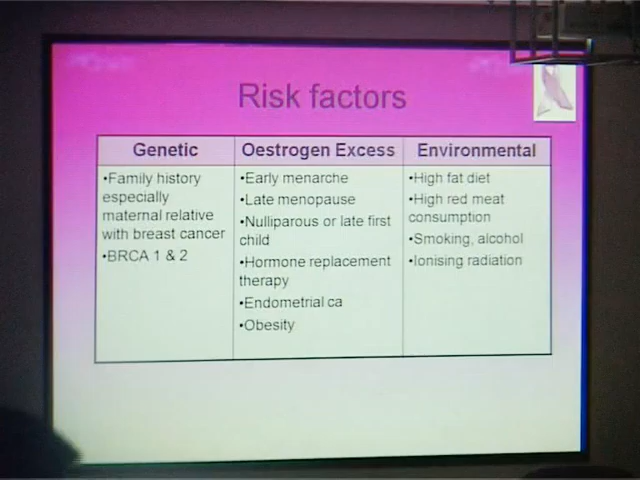 Risk factors
Genetic
•Family history
especially
maternal relative
with breast cancer
•BRCA 1 & 2
Oestrogen Excess
•Early menarche
•Late menopause
•Nulliparous or late first
child
•Hormone replacement
therapy
•Endometrial ca
•Obesity
Environmental
•High fat diet
•High red meat
consumption
•Smoking, alcohol
•Ionising radiation